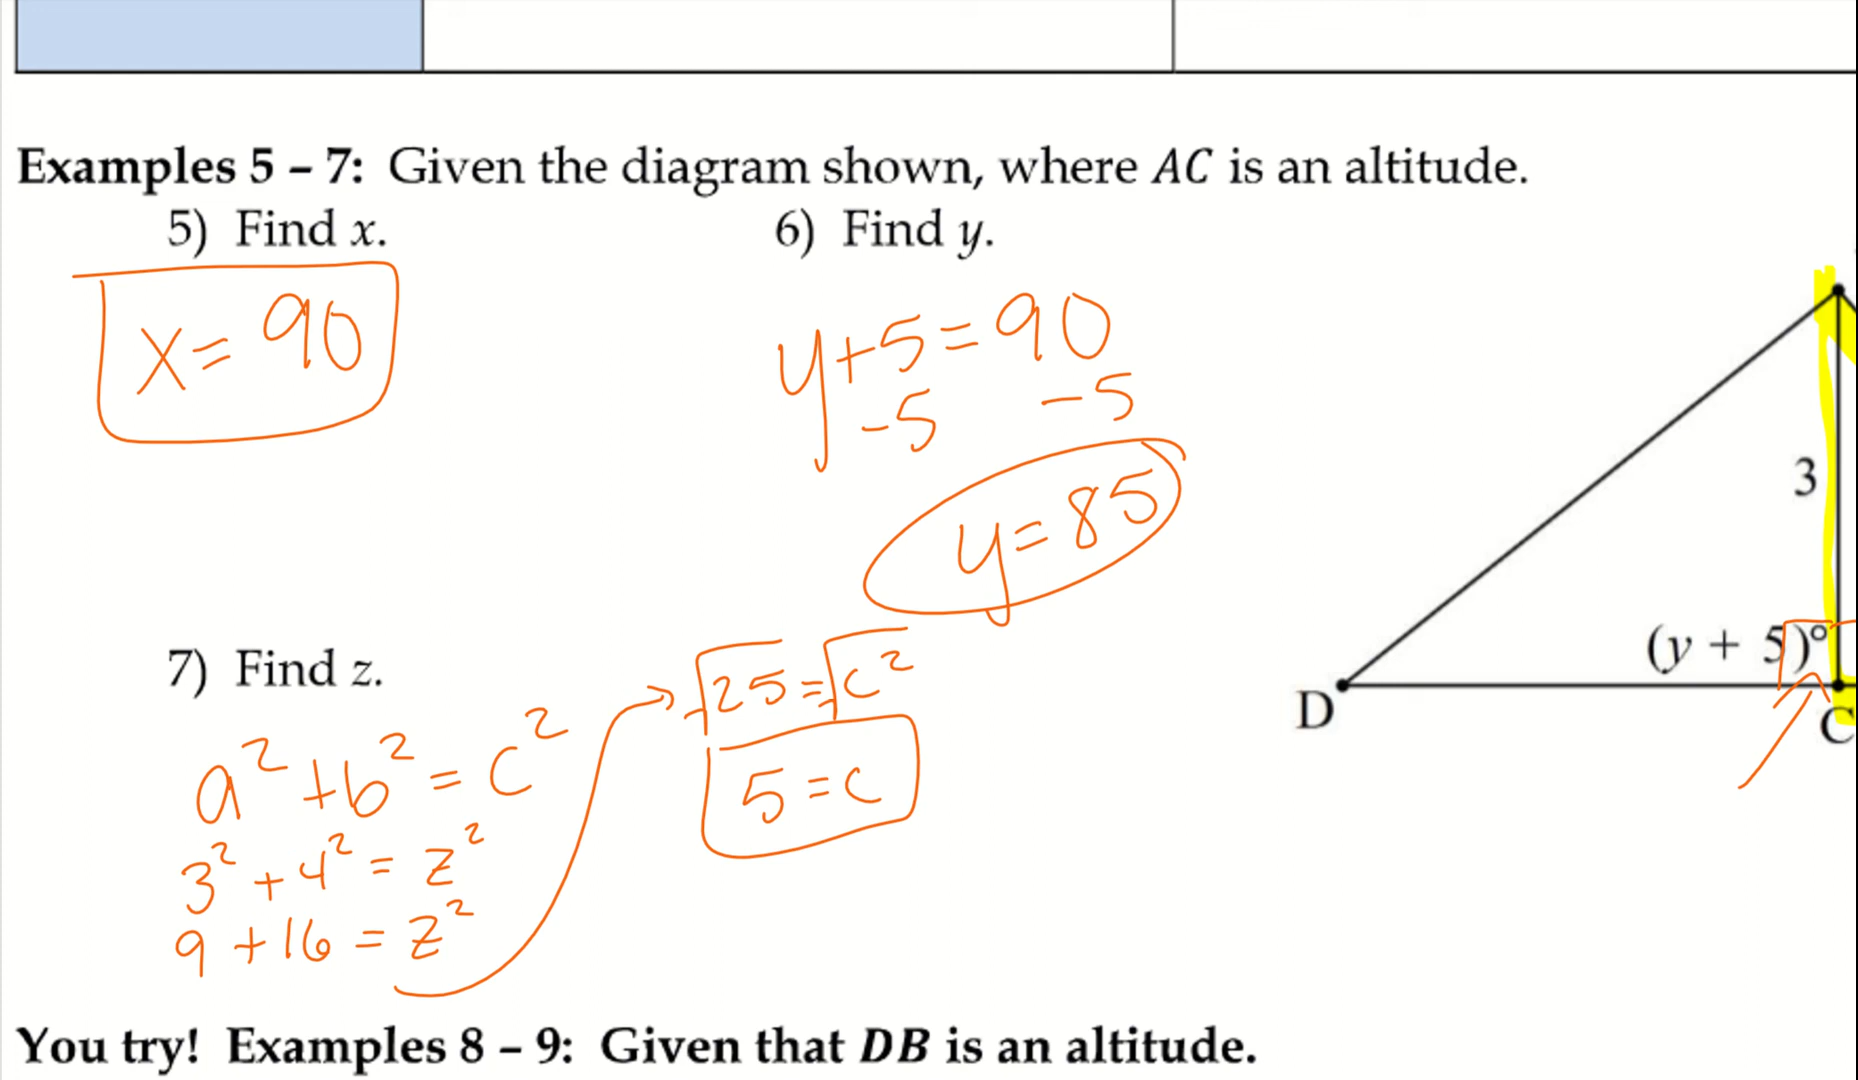 Examples 5 – 7: Given the diagram shown, where AC is an altitude.
5) Find x.
6) Find y.
x = 90
y+5=90
-5 -5
y=85
3
(y + 5)°
D
C
7) Find z.
a² + b² = c²
3² + 4² = z²
9 + 16 = z²
√25 = √c²
5 = c
You try! Examples 8 – 9: Given that DB is an altitude.